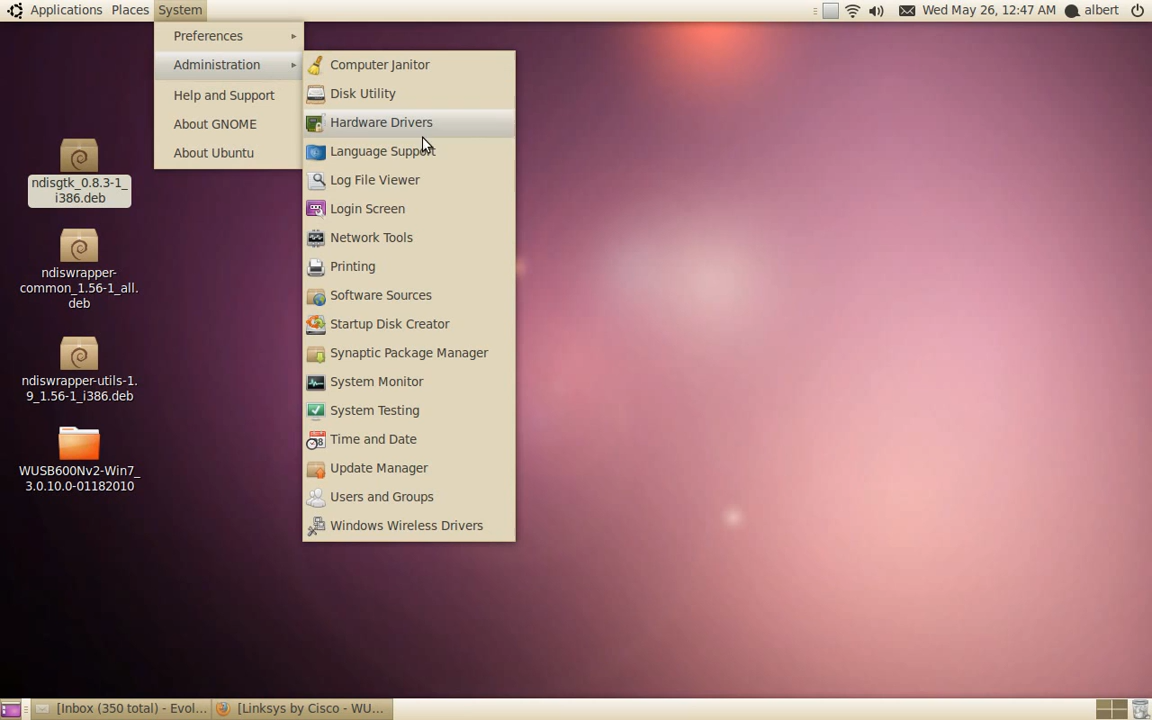 Applications Places System
Wed May 26, 12:47 AM albert
Preferences
Administration
Help and Support
About GNOME
About Ubuntu
Computer Janitor
Disk Utility
Hardware Drivers
Language Support
Log File Viewer
Login Screen
Network Tools
Printing
Software Sources
Startup Disk Creator
Synaptic Package Manager
System Monitor
System Testing
Time and Date
Update Manager
Users and Groups
Windows Wireless Drivers
ndisgtk_0.8.3-1_
i386.deb
ndiswrapper-
common_1.56-1_all.
deb
ndiswrapper-utils-1.
9_1.56-1_i386.deb
WUSB600Nv2-Win7_
3.0.10.0-01182010
[Inbox (350 total) - Evol...
[Linksys by Cisco - WU...